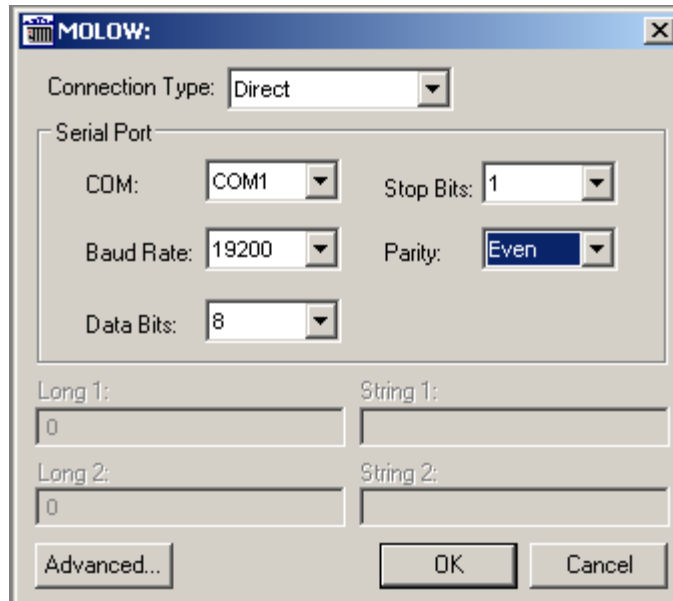 MOLOW:
Connection Type: Direct
Serial Port
COM: COM1 Stop Bits: 1
Baud Rate: 19200 Parity: Even
Data Bits: 8
Long 1: String 1:
0
Long 2: String 2:
0
Advanced... OK Cancel